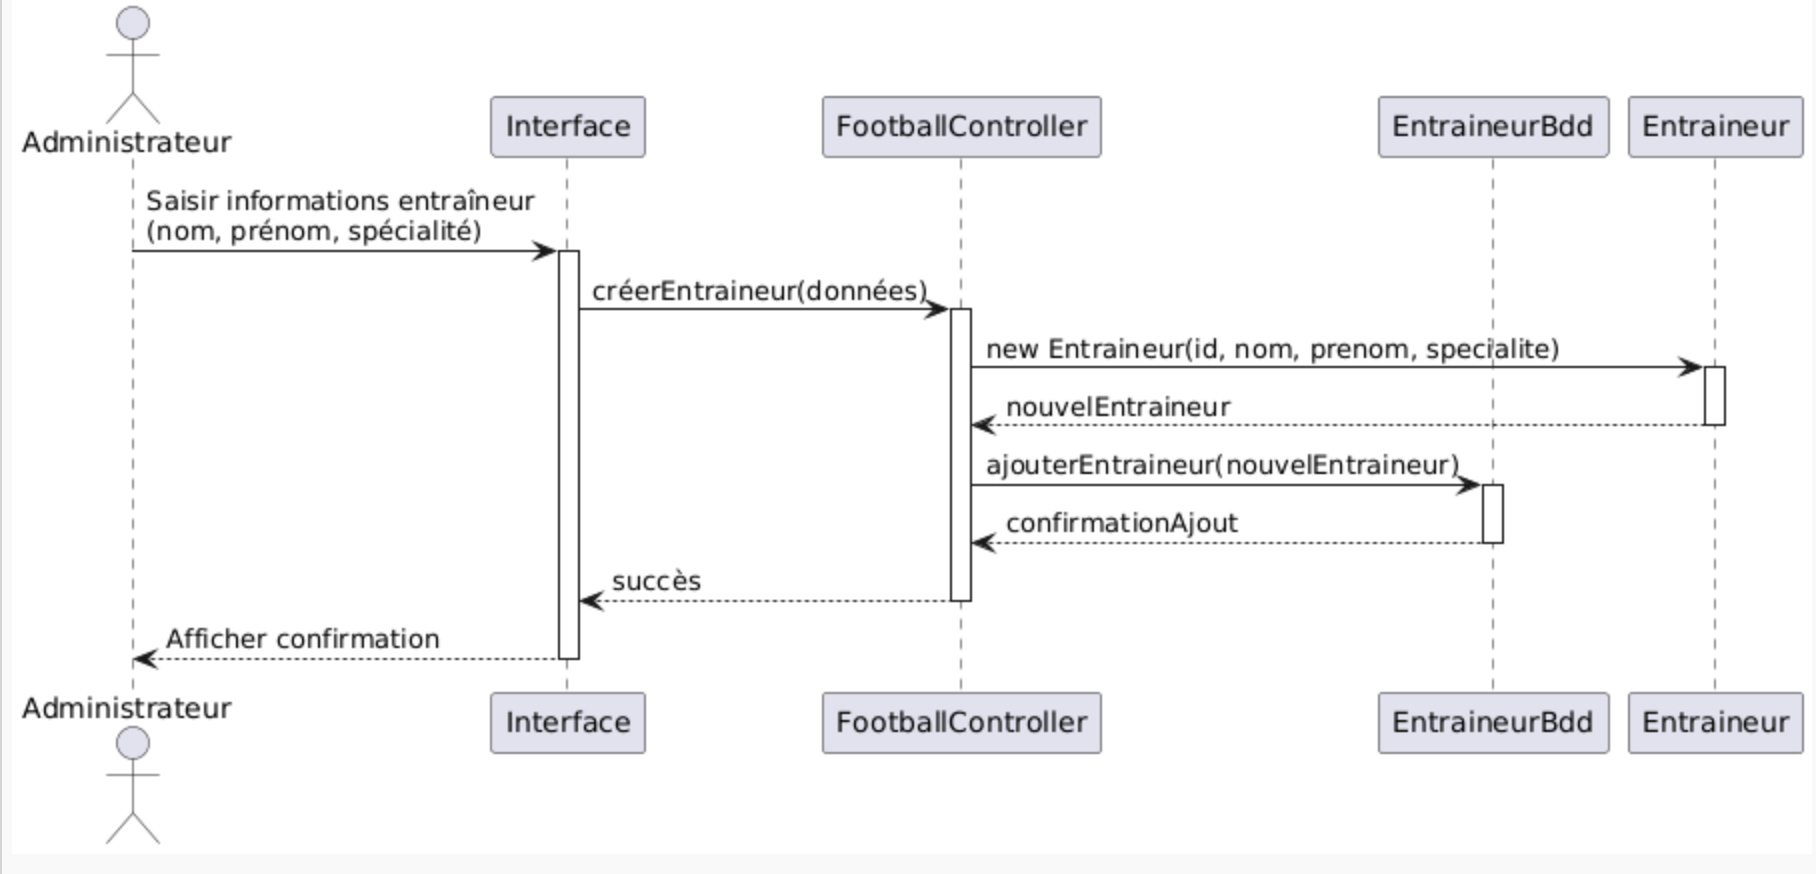 Administrateur
Interface
FootballController
EntraineurBdd
Entraineur
Saisir informations entraîneur
(nom, prénom, spécialité)
créerEntraineur(données)
new Entraineur(id, nom, prenom, specialite)
nouvelEntraineur
ajouterEntraineur(nouvelEntraineur)
confirmationAjout
succès
Afficher confirmation
Administrateur
Interface
FootballController
EntraineurBdd
Entraineur